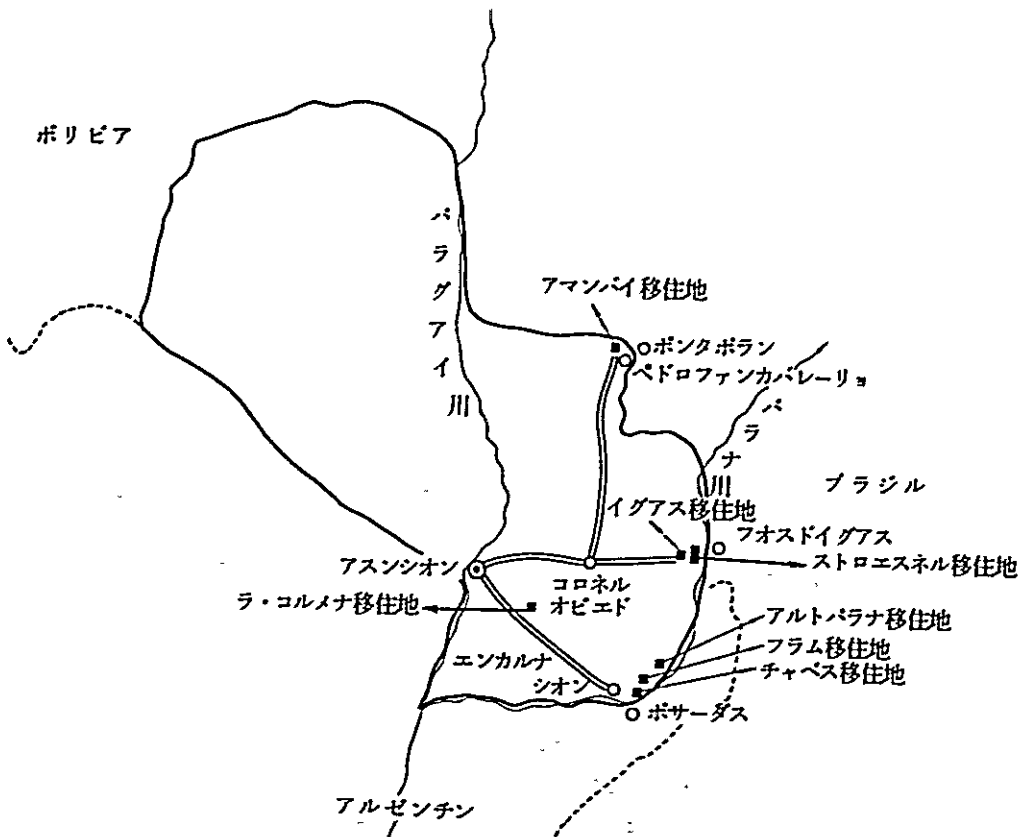 ボリビア
パラグアイ川
アマンバイ移住地
ポンタポラン
ペドロファンカバレーリョ
パラナ川
ブラジル
イグアス移住地
フオスドイグアス
ストロエスネル移住地
アスンシオン
コロネル
オビエド
ラ・コルメナ移住地
アルトパラナ移住地
フラム移住地
チャベス移住地
エンカルナ
シオン
ポサーダス
アルゼンチン